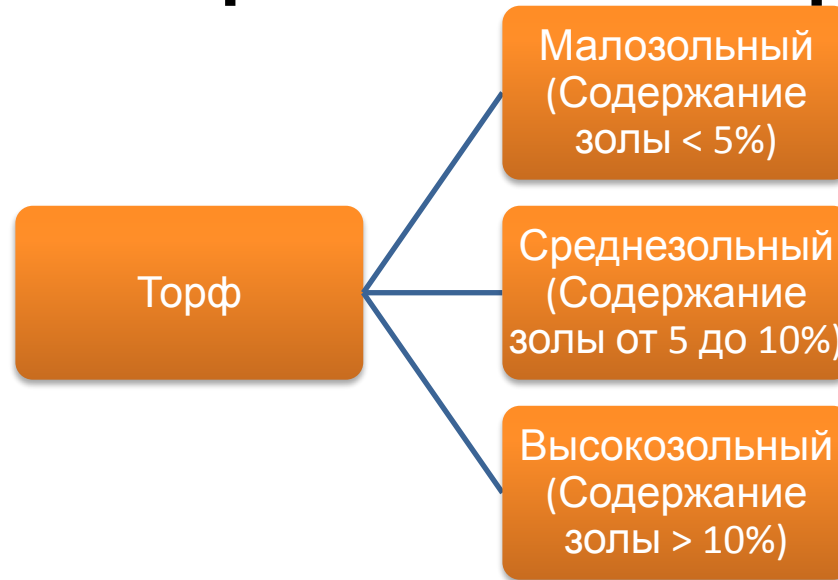 Торф
Малозольный
(Содержание
золы < 5%)
Среднезольный
(Содержание
золы от 5 до 10%)
Высокозольный
(Содержание
золы > 10%)